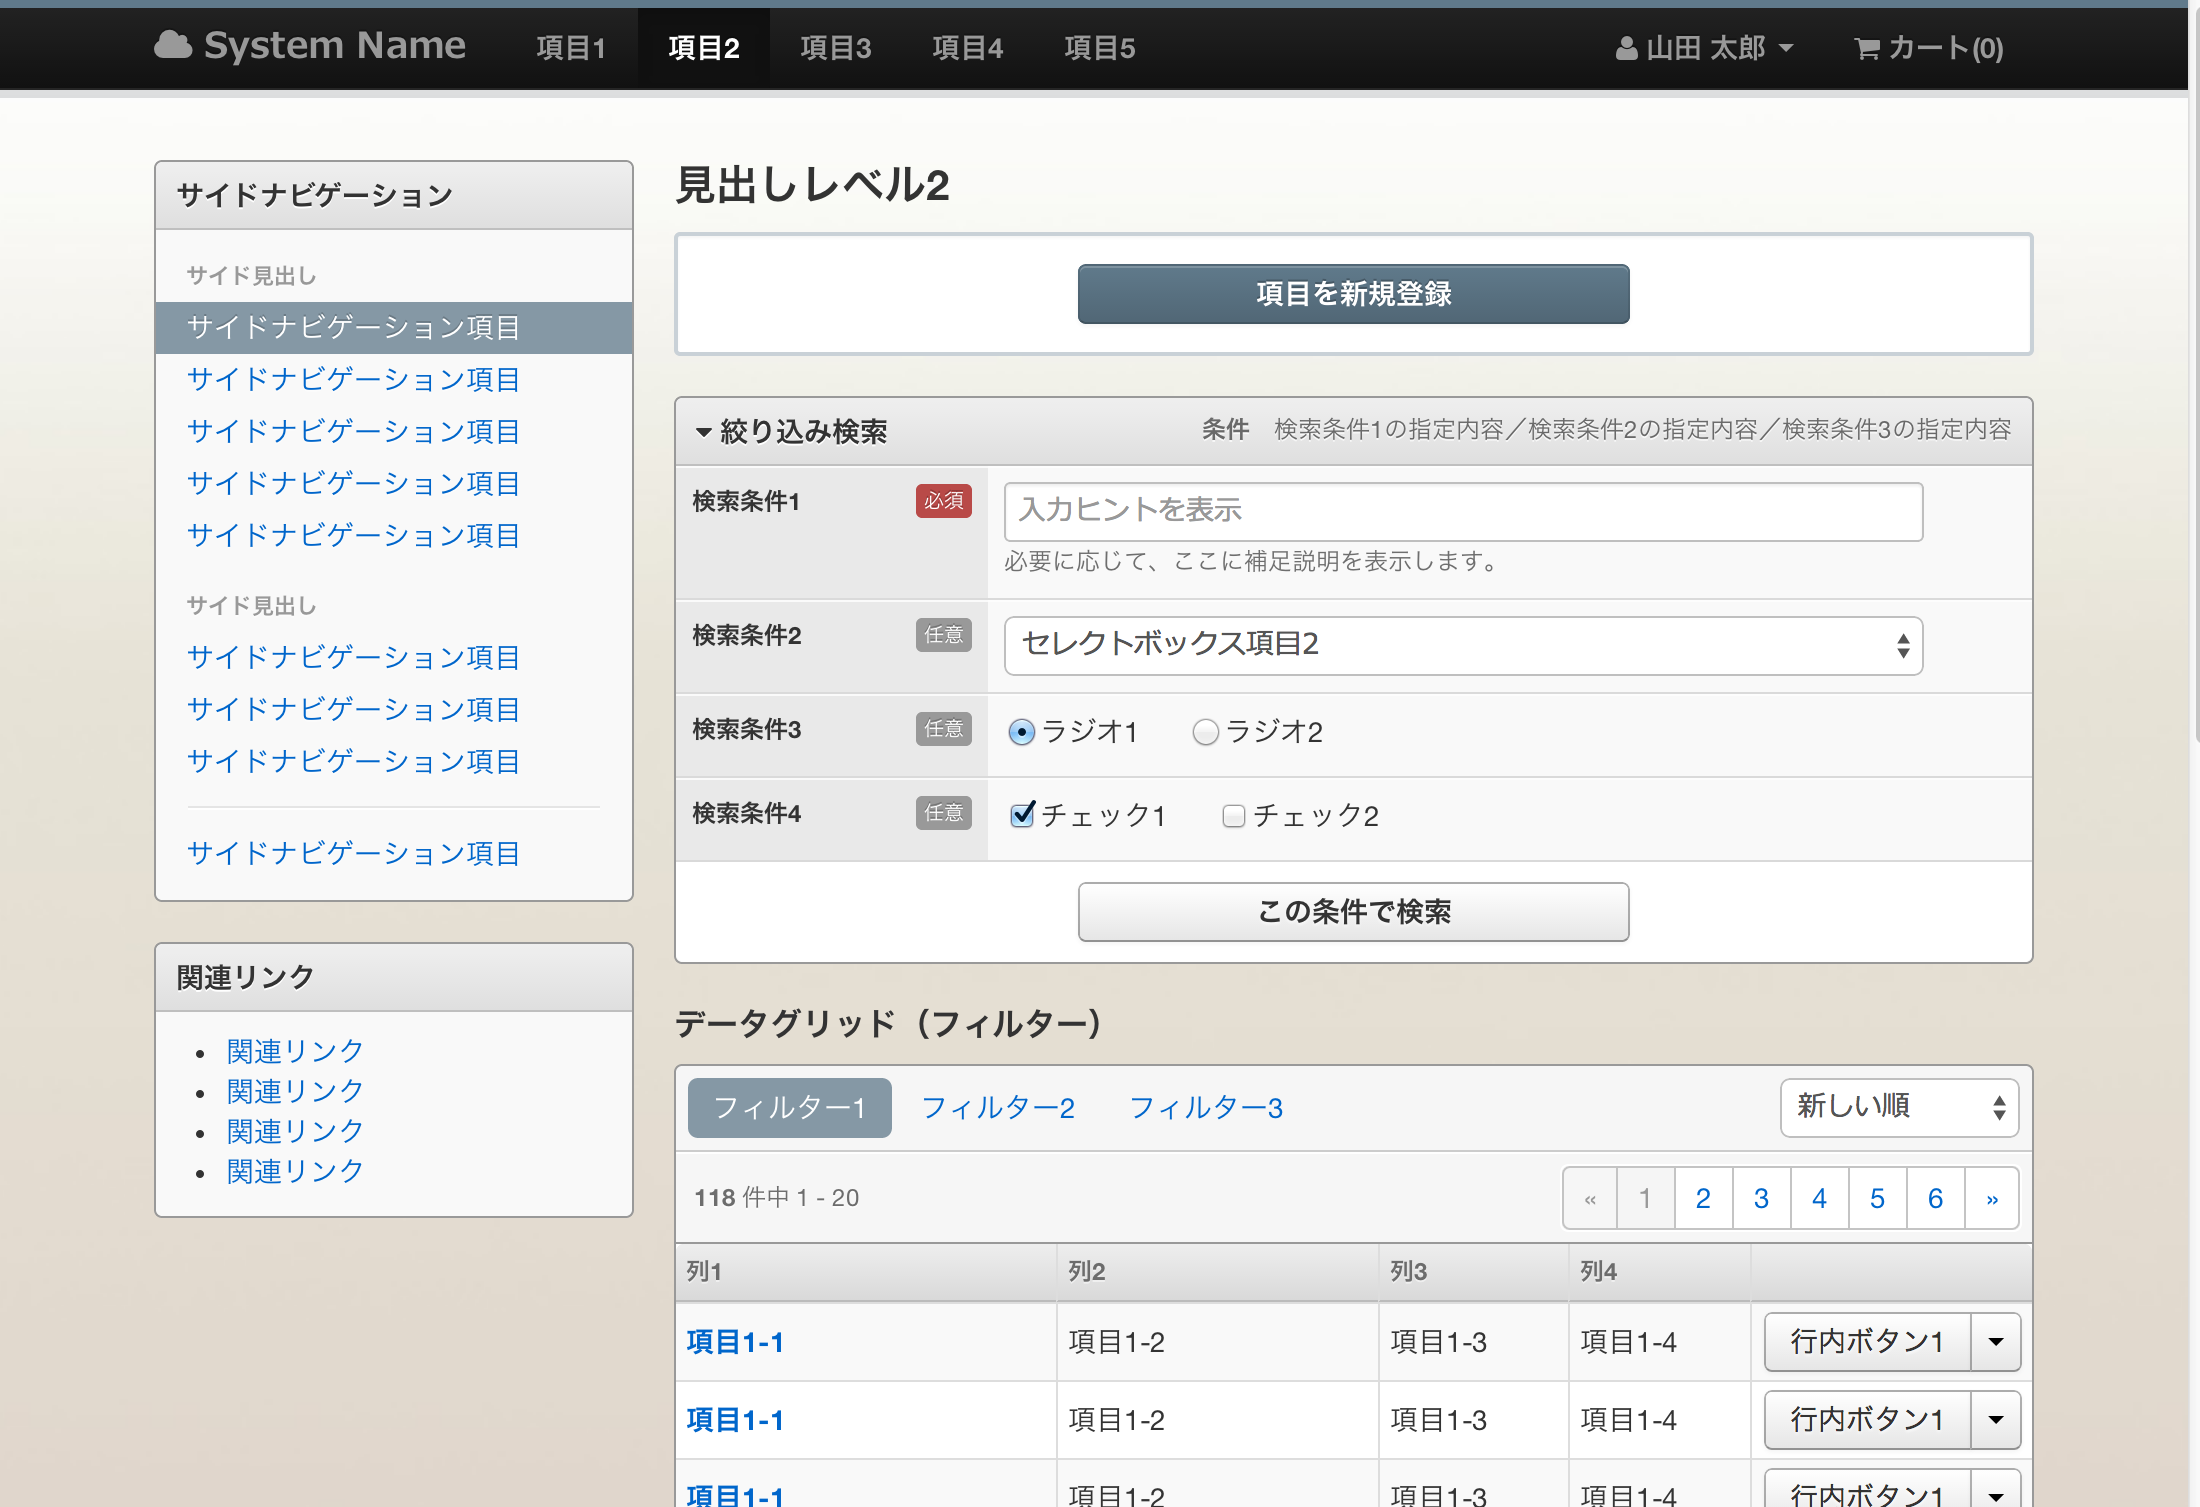 System Name 項目1 項目2 項目3 項目4 項目5 山田 太郎 カート(0)
サイドナビゲーション
サイド見出し
サイドナビゲーション項目
サイドナビゲーション項目
サイドナビゲーション項目
サイドナビゲーション項目
サイドナビゲーション項目
サイド見出し
サイドナビゲーション項目
サイドナビゲーション項目
サイドナビゲーション項目
サイドナビゲーション項目
関連リンク
• 関連リンク
• 関連リンク
• 関連リンク
• 関連リンク
見出しレベル2
項目を新規登録
絞り込み検索 条件 検索条件1の指定内容／検索条件2の指定内容／検索条件3の指定内容
検索条件1 必須 入力ヒントを表示
必要に応じて、ここに補足説明を表示します。
検索条件2 任意 セレクトボックス項目2
検索条件3 任意 ラジオ1 ラジオ2
検索条件4 任意 チェック1 チェック2
この条件で検索
データグリッド（フィルター）
フィルター1 フィルター2 フィルター3 新しい順
118 件中 1 - 20 « 1 2 3 4 5 6 »
列1 列2 列3 列4
項目1-1 項目1-2 項目1-3 項目1-4 行内ボタン1
項目1-1 項目1-2 項目1-3 項目1-4 行内ボタン1
項目1-1 項目1-2 項目1-3 項目1-4 行内ボタン1